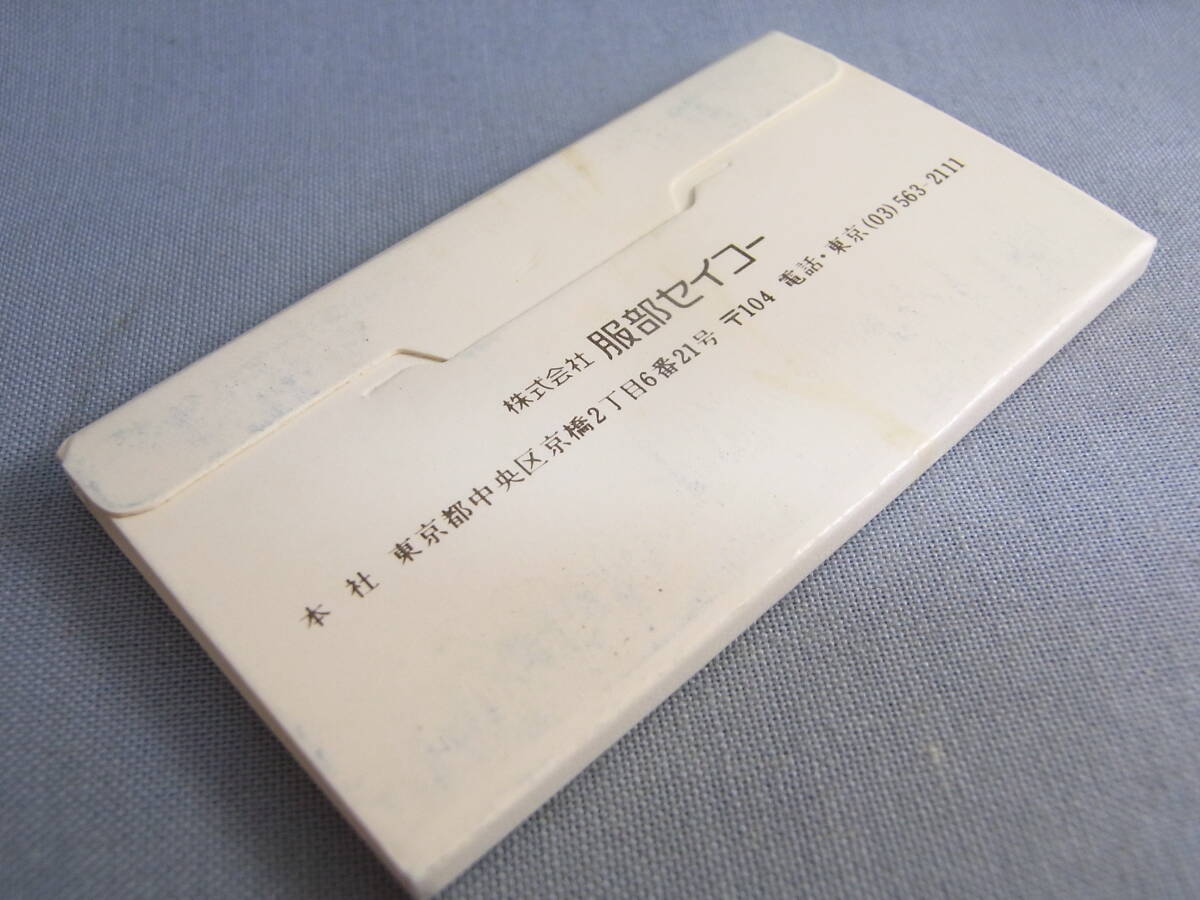 株式会社 服部セイコー
本 社 東京都中央区京橋2丁目6番21号 〒104 電話・東京(03)563-2111